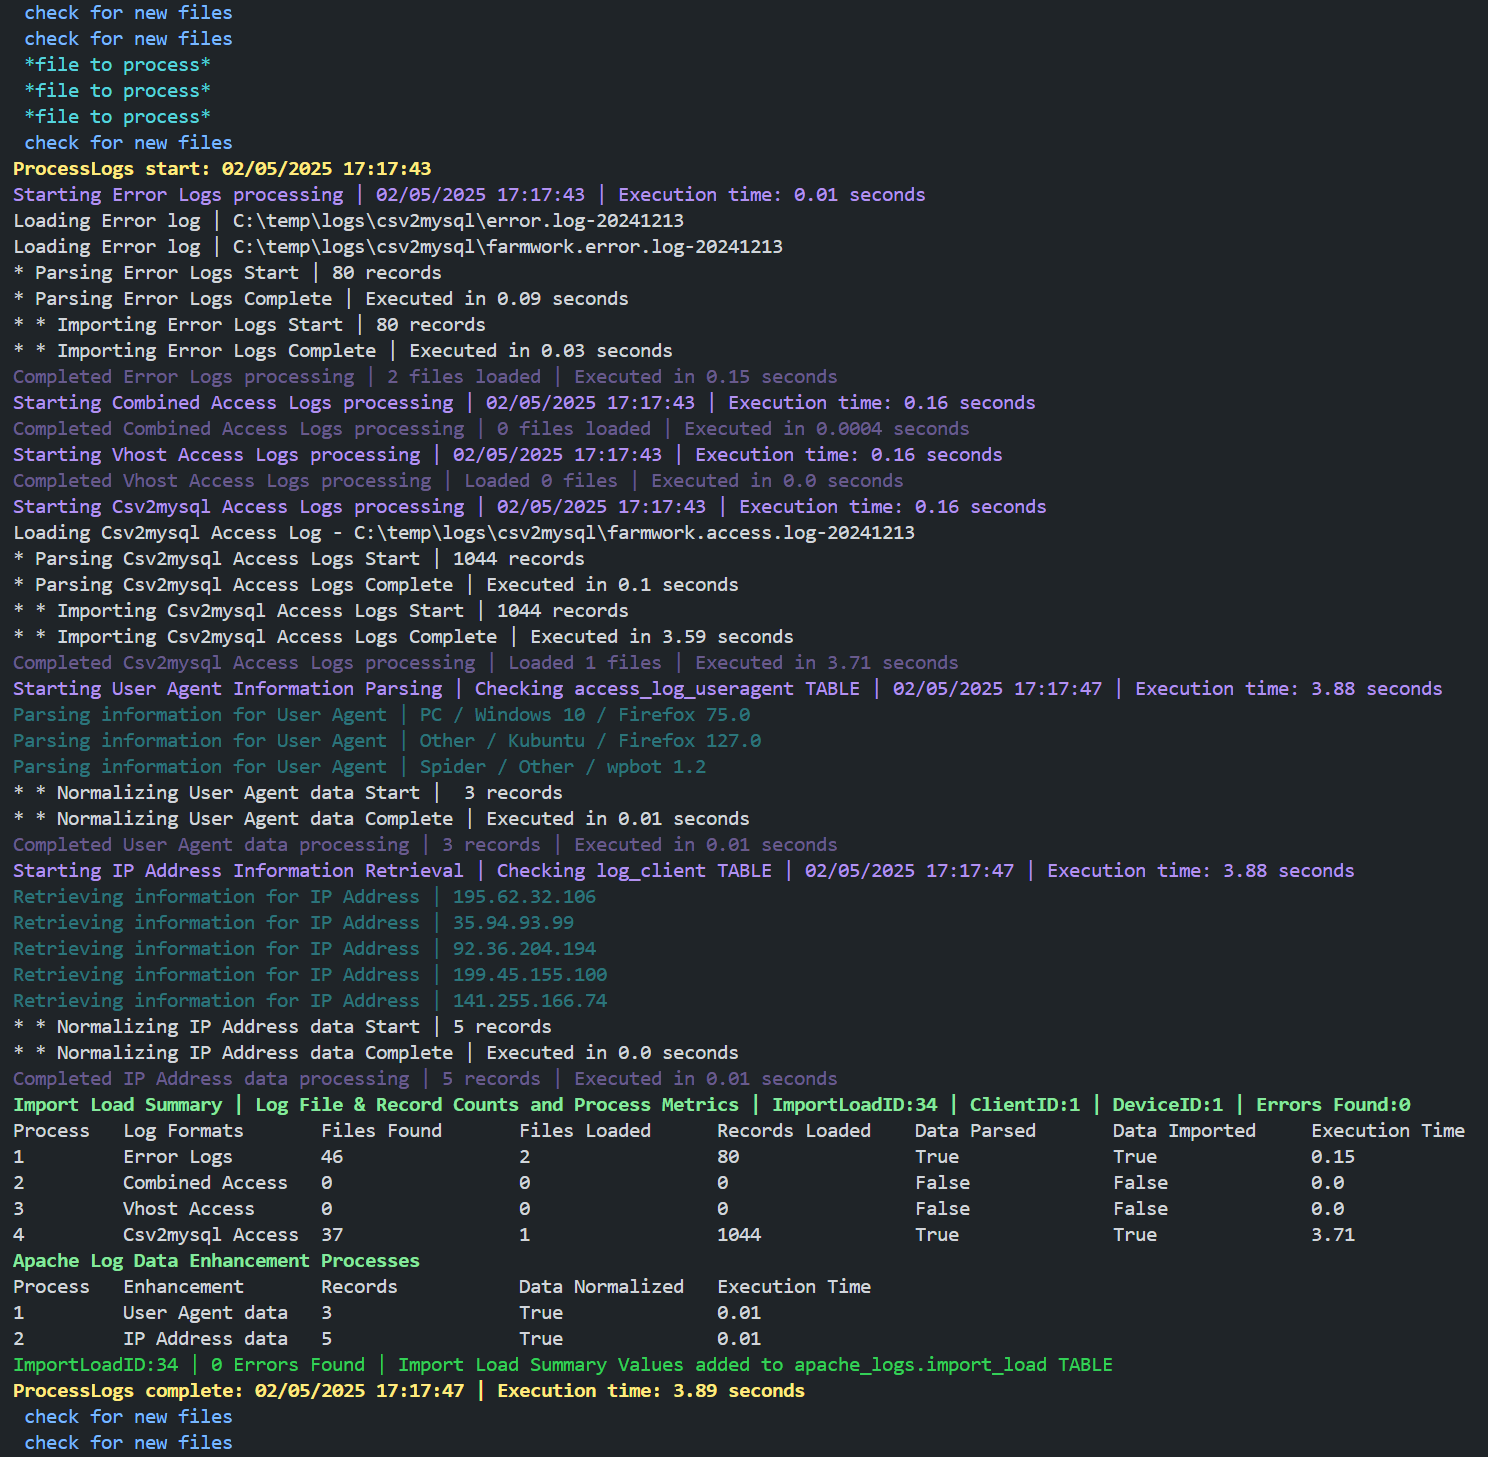 check for new files
check for new files
*file to process*
*file to process*
*file to process*
check for new files
ProcessLogs start: 02/05/2025 17:17:43
Starting Error Logs processing | 02/05/2025 17:17:43 | Execution time: 0.01 seconds
Loading Error log | C:\temp\logs\csv2mysql\error.log-20241213
Loading Error log | C:\temp\logs\csv2mysql\farmwork.error.log-20241213
* Parsing Error Logs Start | 80 records
* Parsing Error Logs Complete | Executed in 0.09 seconds
* * Importing Error Logs Start | 80 records
* * Importing Error Logs Complete | Executed in 0.03 seconds
Completed Error Logs processing | 2 files loaded | Executed in 0.15 seconds
Starting Combined Access Logs processing | 02/05/2025 17:17:43 | Execution time: 0.16 seconds
Completed Combined Access Logs processing | 0 files loaded | Executed in 0.0004 seconds
Starting Vhost Access Logs processing | 02/05/2025 17:17:43 | Execution time: 0.16 seconds
Completed Vhost Access Logs processing | Loaded 0 files | Executed in 0.0 seconds
Starting Csv2mysql Access Logs processing | 02/05/2025 17:17:43 | Execution time: 0.16 seconds
Loading Csv2mysql Access Log - C:\temp\logs\csv2mysql\farmwork.access.log-20241213
* Parsing Csv2mysql Access Logs Start | 1044 records
* Parsing Csv2mysql Access Logs Complete | Executed in 0.1 seconds
* * Importing Csv2mysql Access Logs Start | 1044 records
* * Importing Csv2mysql Access Logs Complete | Executed in 3.59 seconds
Completed Csv2mysql Access Logs processing | Loaded 1 files | Executed in 3.71 seconds
Starting User Agent Information Parsing | Checking access_log_useragent TABLE | 02/05/2025 17:17:47 | Execution time: 3.88 seconds
Parsing information for User Agent | PC / Windows 10 / Firefox 75.0
Parsing information for User Agent | Other / Kubuntu / Firefox 127.0
Parsing information for User Agent | Spider / Other / wpbot 1.2
* * Normalizing User Agent data Start |  3 records
* * Normalizing User Agent data Complete | Executed in 0.01 seconds
Completed User Agent data processing | 3 records | Executed in 0.01 seconds
Starting IP Address Information Retrieval | Checking log_client TABLE | 02/05/2025 17:17:47 | Execution time: 3.88 seconds
Retrieving information for IP Address | 195.62.32.106
Retrieving information for IP Address | 35.94.93.99
Retrieving information for IP Address | 92.36.204.194
Retrieving information for IP Address | 199.45.155.100
Retrieving information for IP Address | 141.255.166.74
* * Normalizing IP Address data Start | 5 records
* * Normalizing IP Address data Complete | Executed in 0.0 seconds
Completed IP Address data processing | 5 records | Executed in 0.01 seconds
Import Load Summary | Log File & Record Counts and Process Metrics | ImportLoadID:34 | ClientID:1 | DeviceID:1 | Errors Found:0
Process   Log Formats       Files Found       Files Loaded      Records Loaded    Data Parsed       Data Imported     Execution Time
1         Error Logs        46                2                 80                True              True              0.15
2         Combined Access   0                 0                 0                 False             False             0.0
3         Vhost Access      0                 0                 0                 False             False             0.0
4         Csv2mysql Access  37                1                 1044              True              True              3.71
Apache Log Data Enhancement Processes
Process   Enhancement       Records           Data Normalized   Execution Time
1         User Agent data   3                 True              0.01
2         IP Address data   5                 True              0.01
ImportLoadID:34 | 0 Errors Found | Import Load Summary Values added to apache_logs.import_load TABLE
ProcessLogs complete: 02/05/2025 17:17:47 | Execution time: 3.89 seconds
check for new files
check for new files